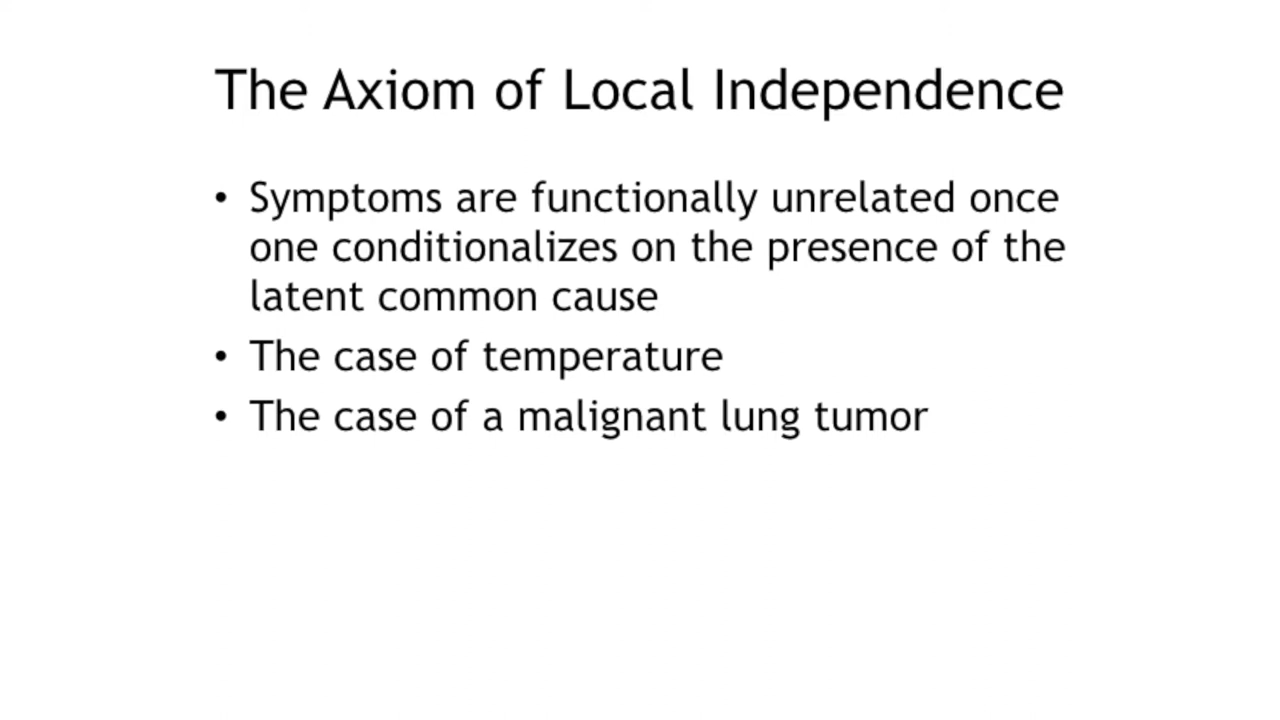 The Axiom of Local Independence
• Symptoms are functionally unrelated once
one conditionalizes on the presence of the
latent common cause
• The case of temperature
• The case of a malignant lung tumor